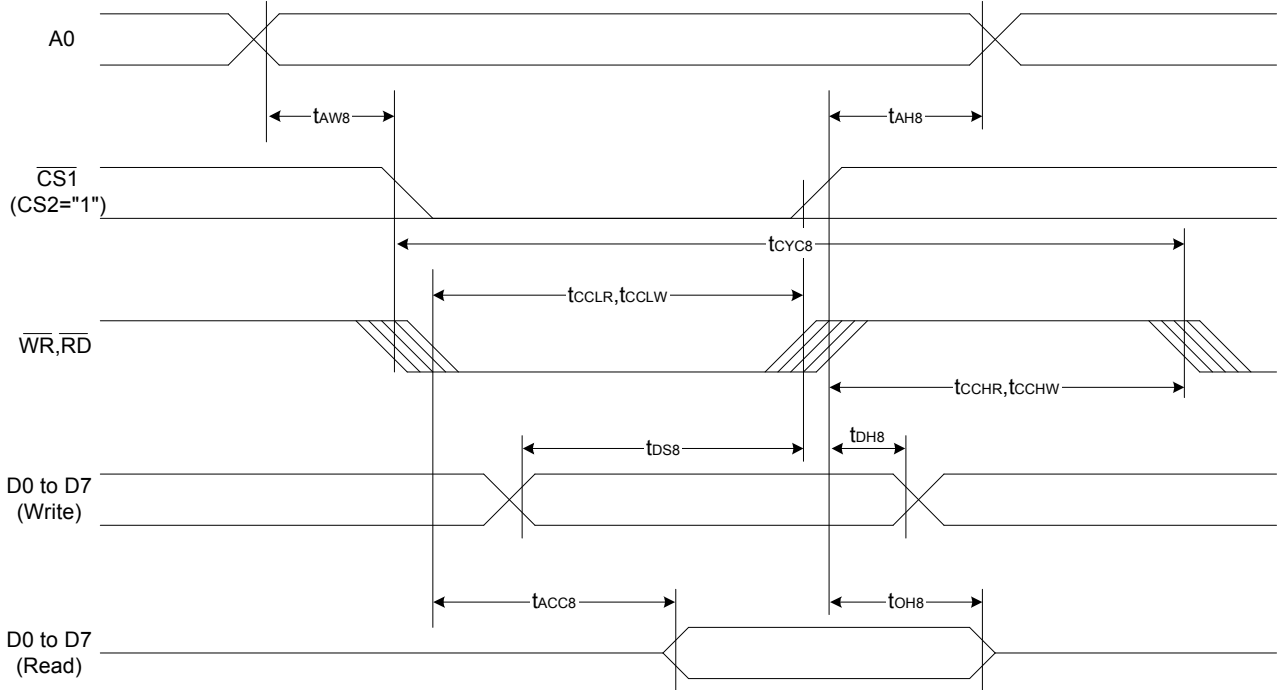 A0
tAW8
tAH8
CS1
(CS2="1")
tCYC8
tCCLR,tCCLW
WR,RD
tCCHR,tCCHW
tDS8
tDH8
D0 to D7
(Write)
tACC8
tOH8
D0 to D7
(Read)